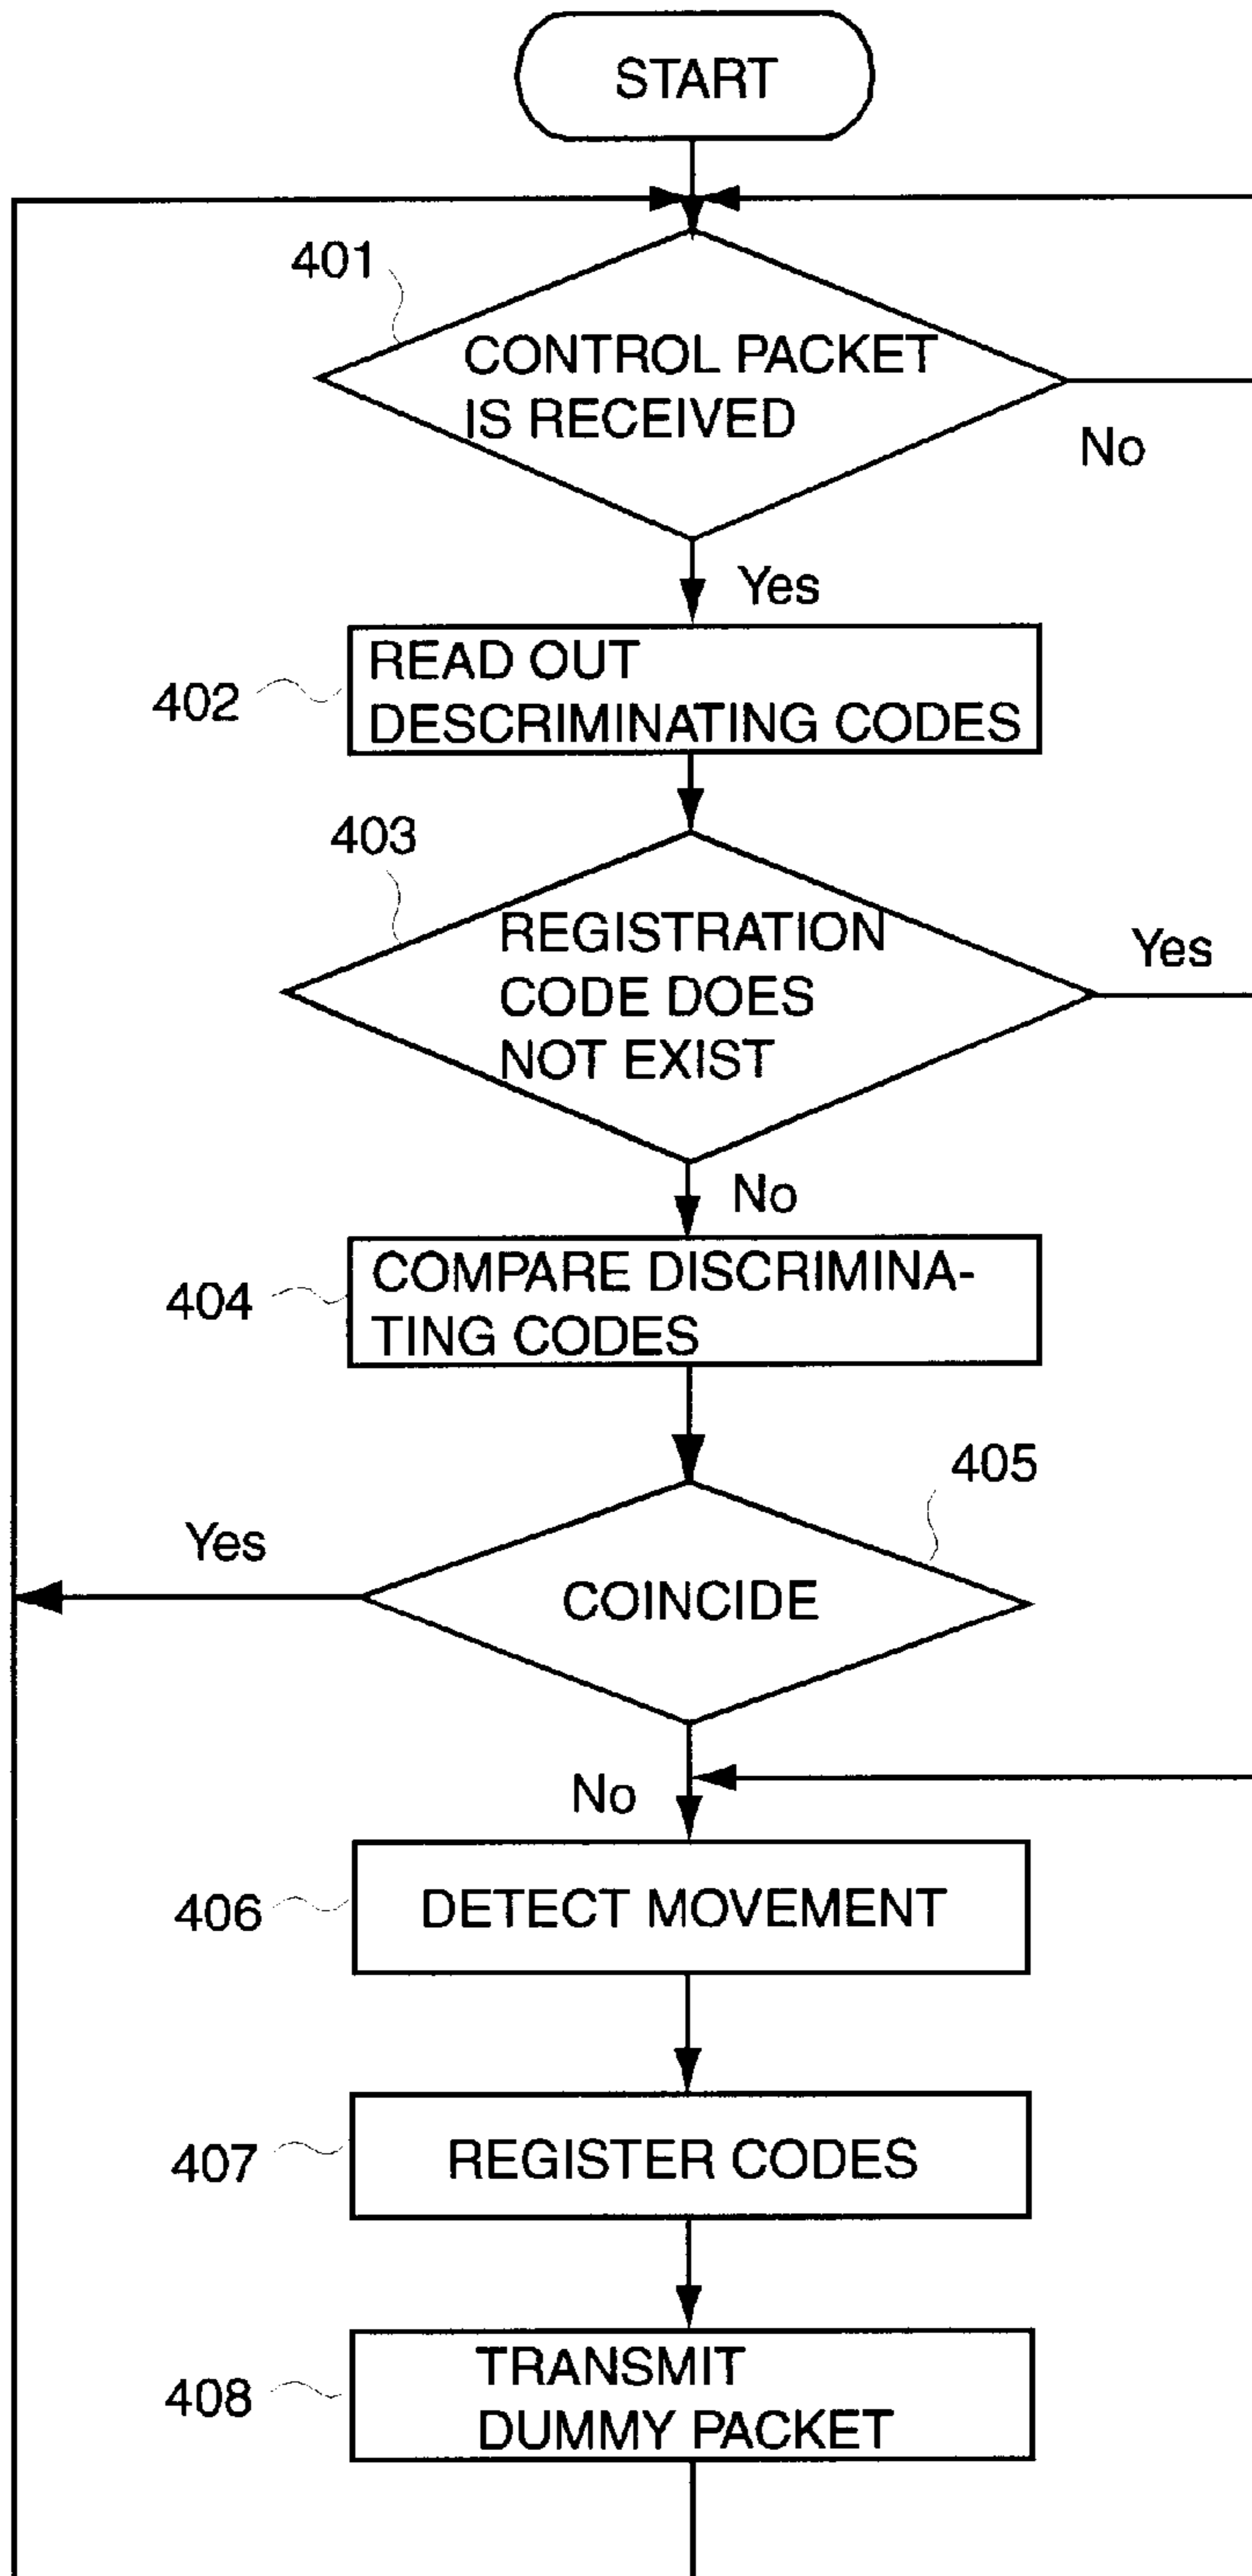 START
401
CONTROL PACKET
IS RECEIVED
No
Yes
402
READ OUT
DESCRIMINATING CODES
403
REGISTRATION
CODE DOES
NOT EXIST
Yes
No
404
COMPARE DISCRIMINA-
TING CODES
405
Yes
COINCIDE
No
406
DETECT MOVEMENT
407
REGISTER CODES
408
TRANSMIT
DUMMY PACKET